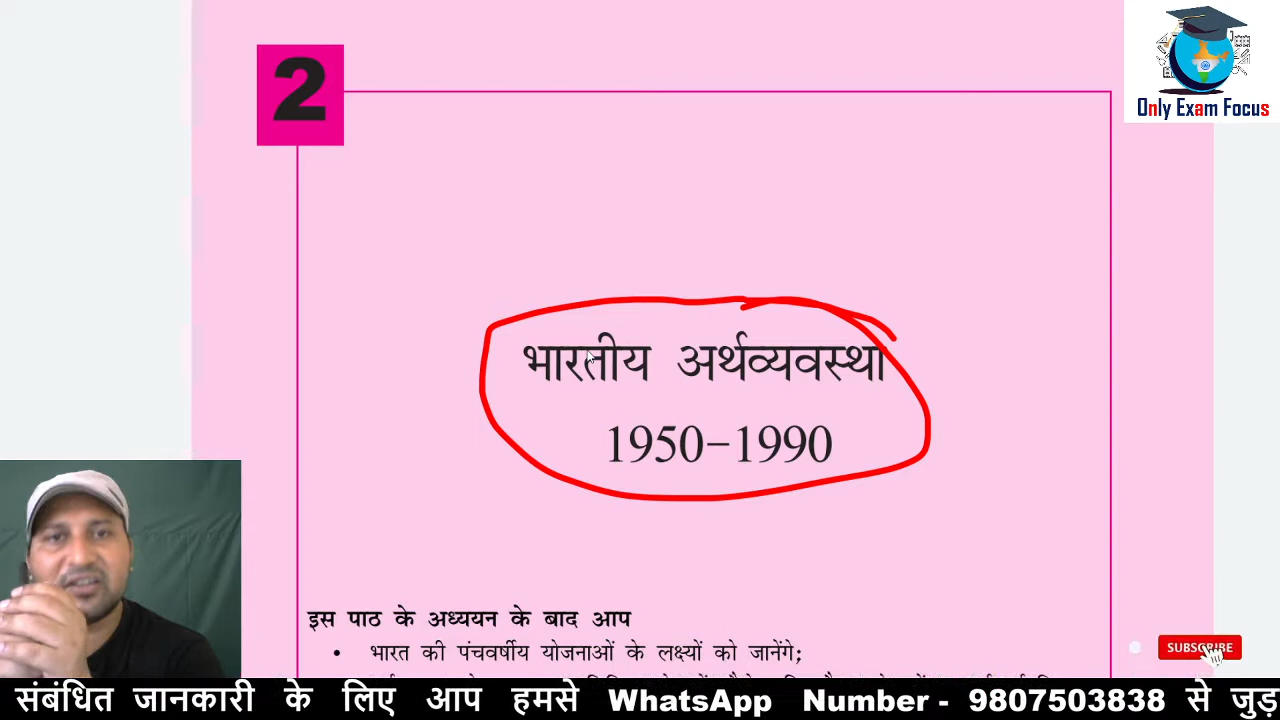 2
Only Exam Focus
भारतीय अर्थव्यवस्था
1950–1990
इस पाठ के अध्ययन के बाद आप
• भारत की पंचवर्षीय योजनाओं के लक्ष्यों को जानेंगे;
SUBSCRIBE
संबंधित जानकारी के लिए आप हमसे WhatsApp Number - 9807503838 से जुड़